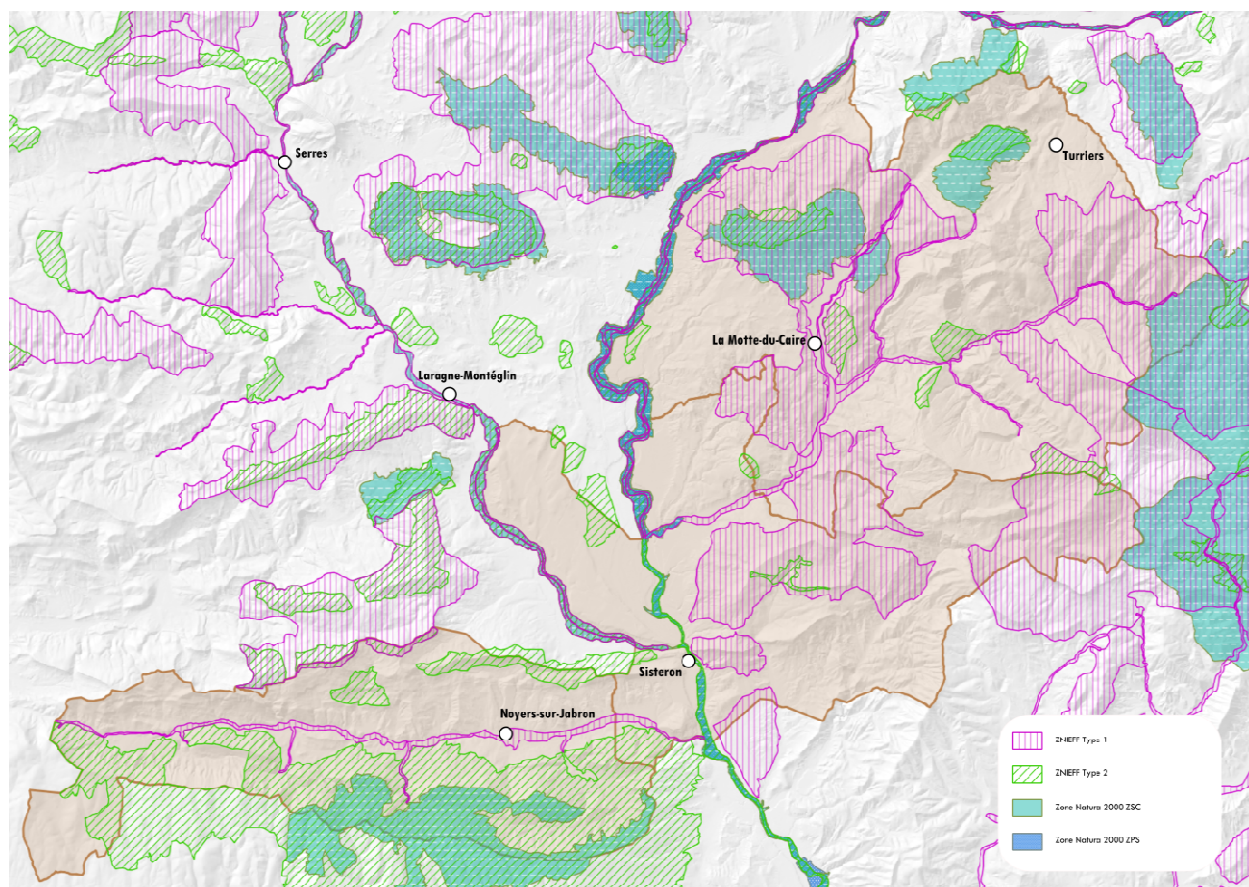 Serres
Turriers
La Motte-du-Caire
Laragne-Montéglin
Sisteron
Noyers-sur-Jabron
ZNIEFF Type 1
ZNIEFF Type 2
Zone Natura 2000 ZSC
Zone Natura 2000 ZPS